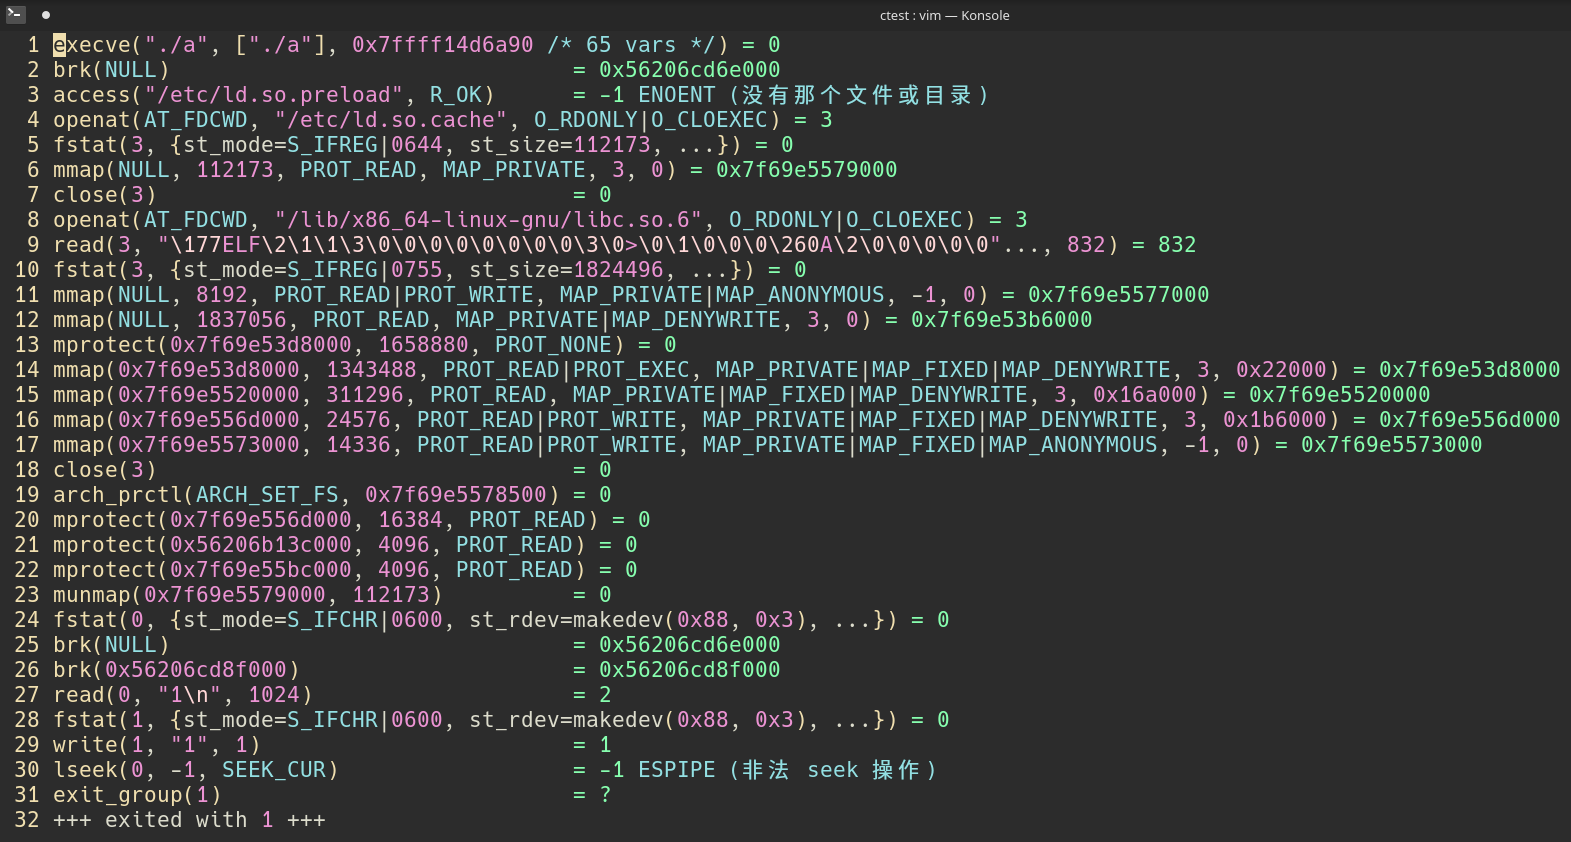 ctest : vim — Konsole
1 execve("./a", ["./a"], 0x7ffff14d6a90 /* 65 vars */) = 0
2 brk(NULL)                               = 0x56206cd6e000
3 access("/etc/ld.so.preload", R_OK)      = -1 ENOENT (没有那个文件或目录)
4 openat(AT_FDCWD, "/etc/ld.so.cache", O_RDONLY|O_CLOEXEC) = 3
5 fstat(3, {st_mode=S_IFREG|0644, st_size=112173, ...}) = 0
6 mmap(NULL, 112173, PROT_READ, MAP_PRIVATE, 3, 0) = 0x7f69e5579000
7 close(3)                                = 0
8 openat(AT_FDCWD, "/lib/x86_64-linux-gnu/libc.so.6", O_RDONLY|O_CLOEXEC) = 3
9 read(3, "\177ELF\2\1\1\3\0\0\0\0\0\0\0\0\3\0>\0\1\0\0\0\260A\2\0\0\0\0\0"..., 832) = 832
10 fstat(3, {st_mode=S_IFREG|0755, st_size=1824496, ...}) = 0
11 mmap(NULL, 8192, PROT_READ|PROT_WRITE, MAP_PRIVATE|MAP_ANONYMOUS, -1, 0) = 0x7f69e5577000
12 mmap(NULL, 1837056, PROT_READ, MAP_PRIVATE|MAP_DENYWRITE, 3, 0) = 0x7f69e53b6000
13 mprotect(0x7f69e53d8000, 1658880, PROT_NONE) = 0
14 mmap(0x7f69e53d8000, 1343488, PROT_READ|PROT_EXEC, MAP_PRIVATE|MAP_FIXED|MAP_DENYWRITE, 3, 0x22000) = 0x7f69e53d8000
15 mmap(0x7f69e5520000, 311296, PROT_READ, MAP_PRIVATE|MAP_FIXED|MAP_DENYWRITE, 3, 0x16a000) = 0x7f69e5520000
16 mmap(0x7f69e556d000, 24576, PROT_READ|PROT_WRITE, MAP_PRIVATE|MAP_FIXED|MAP_DENYWRITE, 3, 0x1b6000) = 0x7f69e556d000
17 mmap(0x7f69e5573000, 14336, PROT_READ|PROT_WRITE, MAP_PRIVATE|MAP_FIXED|MAP_ANONYMOUS, -1, 0) = 0x7f69e5573000
18 close(3)                                = 0
19 arch_prctl(ARCH_SET_FS, 0x7f69e5578500) = 0
20 mprotect(0x7f69e556d000, 16384, PROT_READ) = 0
21 mprotect(0x56206b13c000, 4096, PROT_READ) = 0
22 mprotect(0x7f69e55bc000, 4096, PROT_READ) = 0
23 munmap(0x7f69e5579000, 112173)          = 0
24 fstat(0, {st_mode=S_IFCHR|0600, st_rdev=makedev(0x88, 0x3), ...}) = 0
25 brk(NULL)                               = 0x56206cd6e000
26 brk(0x56206cd8f000)                     = 0x56206cd8f000
27 read(0, "1\n", 1024)                    = 2
28 fstat(1, {st_mode=S_IFCHR|0600, st_rdev=makedev(0x88, 0x3), ...}) = 0
29 write(1, "1", 1)                        = 1
30 lseek(0, -1, SEEK_CUR)                  = -1 ESPIPE (非法 seek 操作)
31 exit_group(1)                           = ?
32 +++ exited with 1 +++